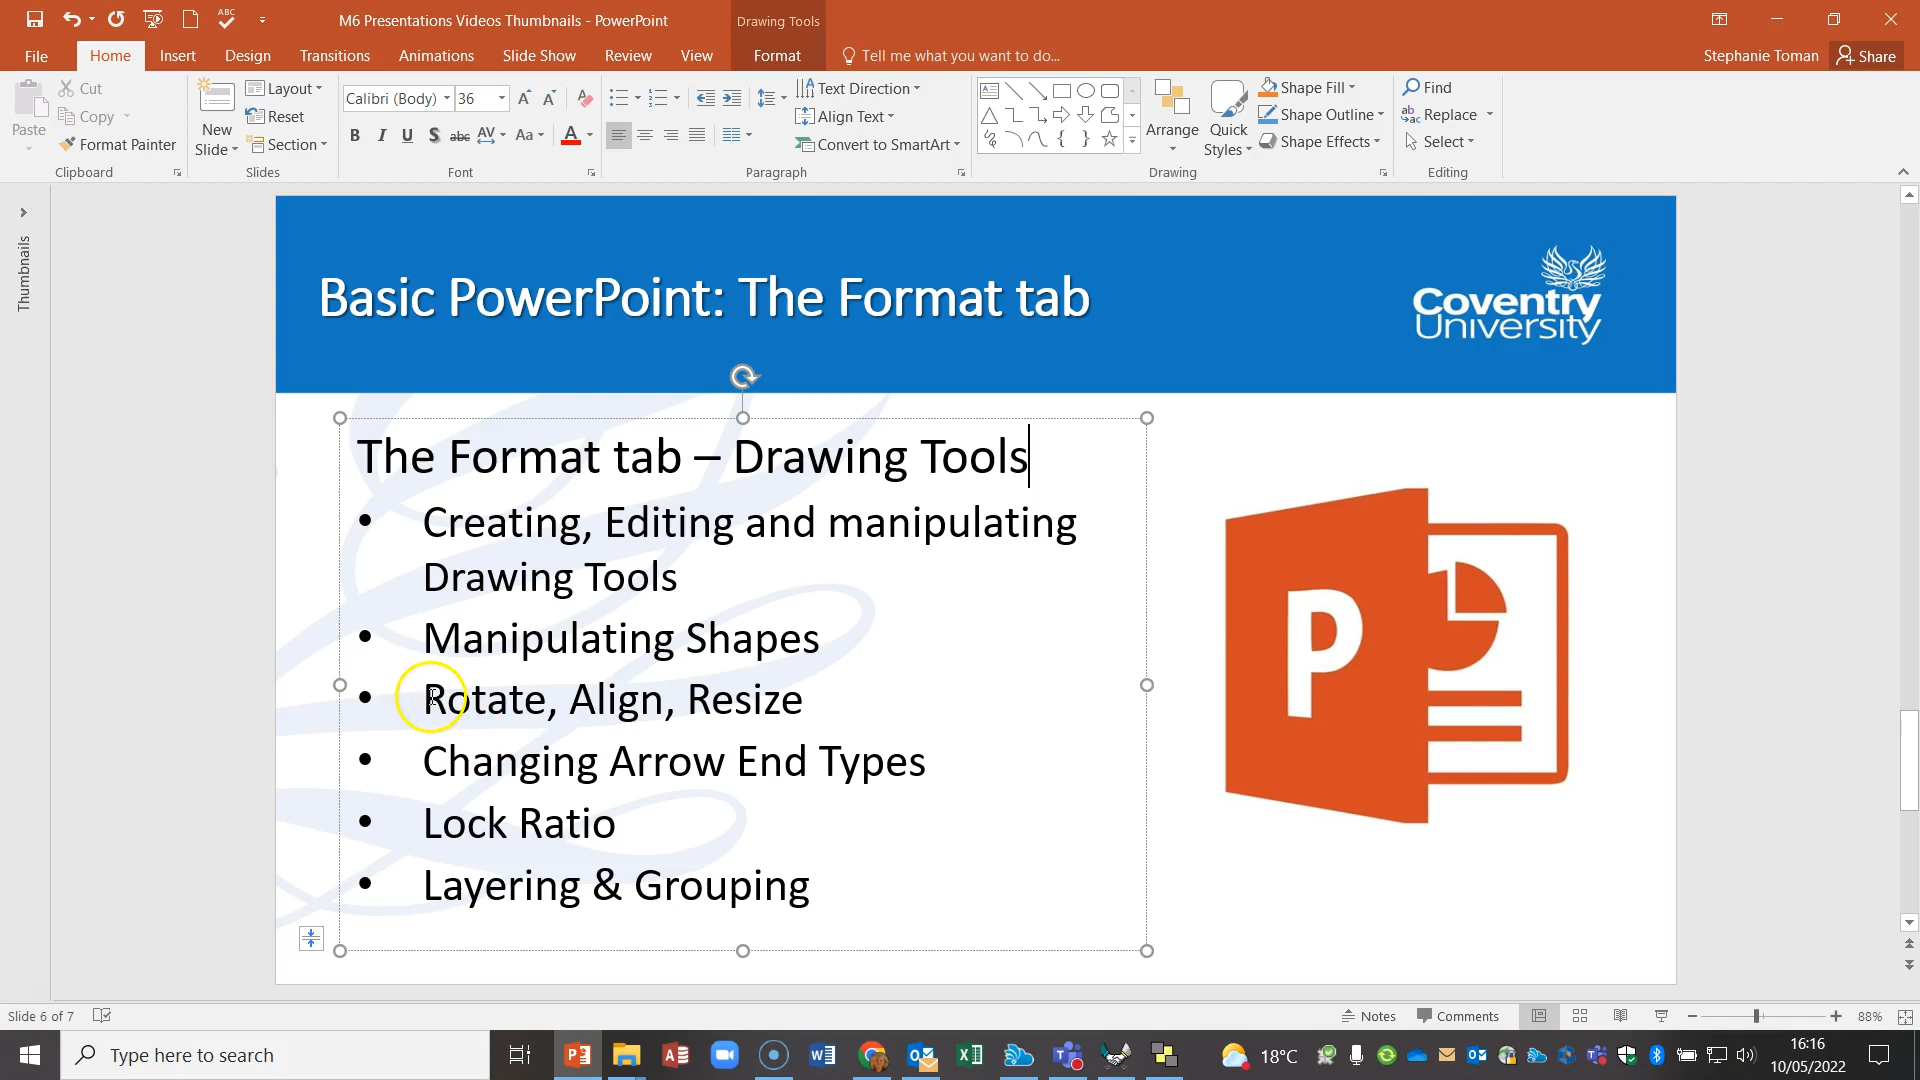 M6 Presentations Videos Thumbnails - PowerPoint
Drawing Tools
ABC
File Home Insert Design Transitions Animations Slide Show Review View Format Tell me what you want to do...
Stephanie Toman Share
Paste
Cut
Copy
Format Painter
Clipboard
New Slide
Layout
Reset
Section
Slides
Calibri (Body) 36
B I U S abc AV Aa A
Font
Text Direction
Align Text
Convert to SmartArt
Paragraph
Arrange
Quick Styles
Shape Fill
Shape Outline
Shape Effects
Drawing
Find
Replace
Select
Editing
Thumbnails
Basic PowerPoint: The Format tab
Coventry
University
The Format tab – Drawing Tools
• Creating, Editing and manipulating
Drawing Tools
• Manipulating Shapes
• Rotate, Align, Resize
• Changing Arrow End Types
• Lock Ratio
• Layering & Grouping
P
Slide 6 of 7
Notes Comments 88%
Type here to search
18°C
16:16
10/05/2022